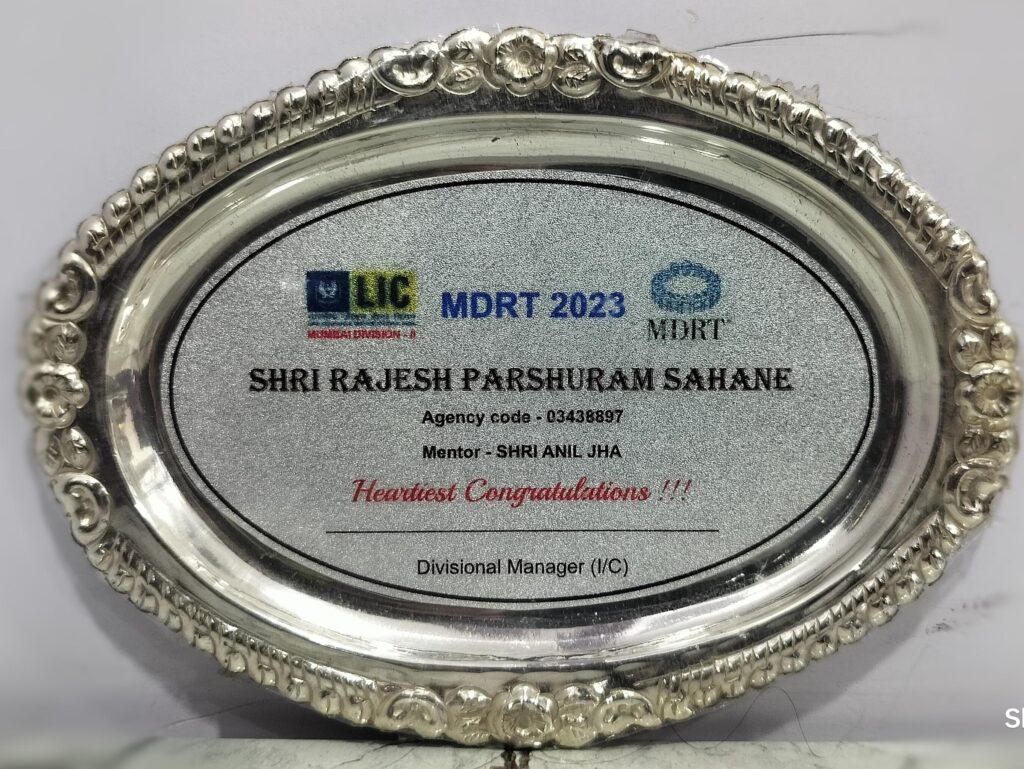 LIC
MUMBAI DIVISION - II
MDRT 2023
MDRT
SHRI RAJESH PARSHURAM SAHANE
Agency code - 03438897
Mentor - SHRI ANIL JHA
Heartiest Congratulations !!!
Divisional Manager (I/C)